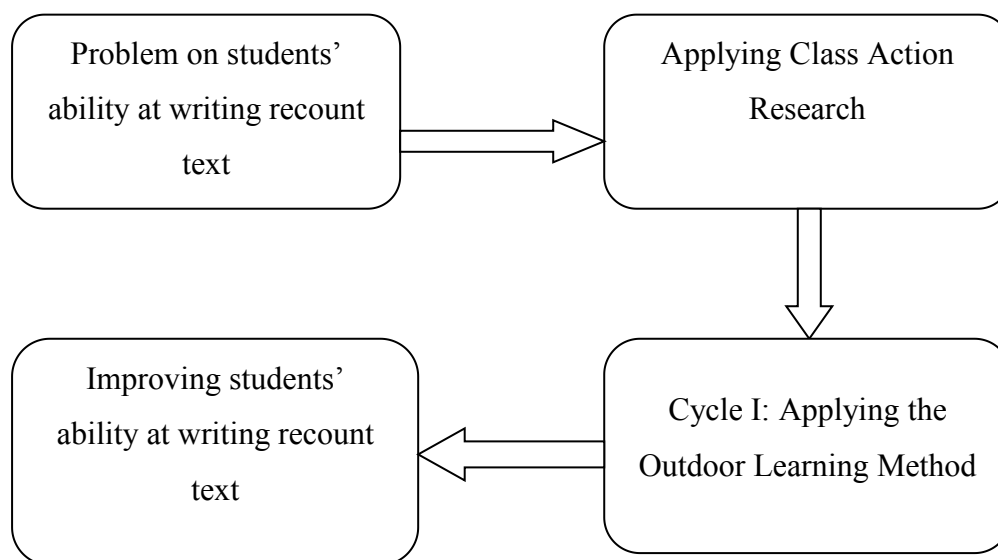 Problem on students’
ability at writing recount
text
Applying Class Action
Research
Cycle I: Applying the
Outdoor Learning Method
Improving students’
ability at writing recount
text